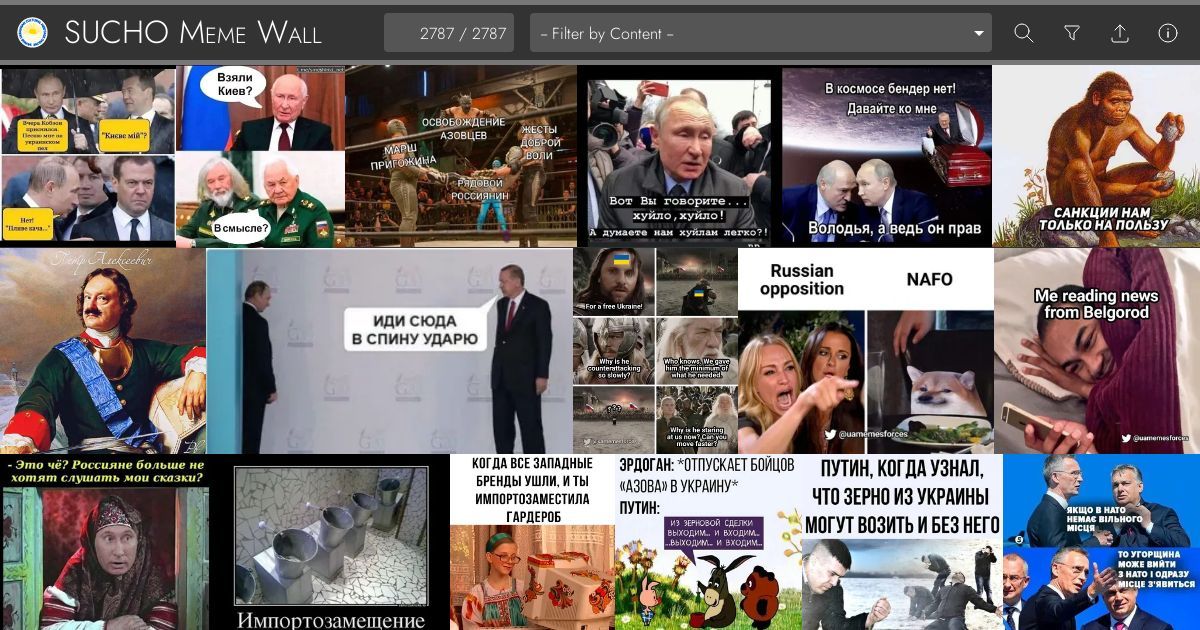 SUCHO Meme Wall
2787 / 2787
– Filter by Content –
Вчера Кобзон
приснился.
Песню мне на
украинском
пел
"Києве мій"?
Нет!
"Пливе кача..."
Взяли
Киев?
В смысле?
МАРШ
ПРИГОЖИНА
ОСВОБОЖДЕНИЕ
АЗОВЦЕВ
ЖЕСТЫ
ДОБРОЙ
ВОЛИ
РЯДОВОЙ
РОССИЯНИН
Вот Вы говорите...
хуйло,хуйло!
А думаете нам хуйлам легко?!
В космосе бендер нет!
Давайте ко мне
Володья, а ведь он прав
САНКЦИИ НАМ
ТОЛЬКО НА ПОЛЬЗУ
Петр Алексеевич
ИДИ СЮДА
В СПИНУ УДАРЮ
For a free Ukraine!
Why is he
counterattacking
so slowly?
Who knows. We gave
him the minimum of
what he needed.
???
Why is he staring
at us now? Can you
move faster?
@uamemesforces
Russian
opposition
NAFO
@uamemesforces
Me reading news
from Belgorod
@uamemesforces
- Это чё? Россияне больше не
хотят слушать мои сказки?
Импортозамещение
КОГДА ВСЕ ЗАПАДНЫЕ
БРЕНДЫ УШЛИ, И ТЫ
ИМПОРТОЗАМЕСТИЛА
ГАРДЕРОБ
ЭРДОГАН: *ОТПУСКАЕТ БОЙЦОВ
«АЗОВА» В УКРАИНУ*
ПУТИН:
ИЗ ЗЕРНОВОЙ СДЕЛКИ
ВЫХОДИМ... И ВХОДИМ...
...ВЫХОДИМ... И ВХОДИМ...
ПУТИН, КОГДА УЗНАЛ,
ЧТО ЗЕРНО ИЗ УКРАИНЫ
МОГУТ ВОЗИТЬ И БЕЗ НЕГО
ЯКЩО В НАТО
НЕМАЄ ВІЛЬНОГО
МІСЦЯ
ТО УГОРЩИНА
МОЖЕ ВИЙТИ
З НАТО І ОДРАЗУ
МІСЦЕ З'ЯВИТЬСЯ